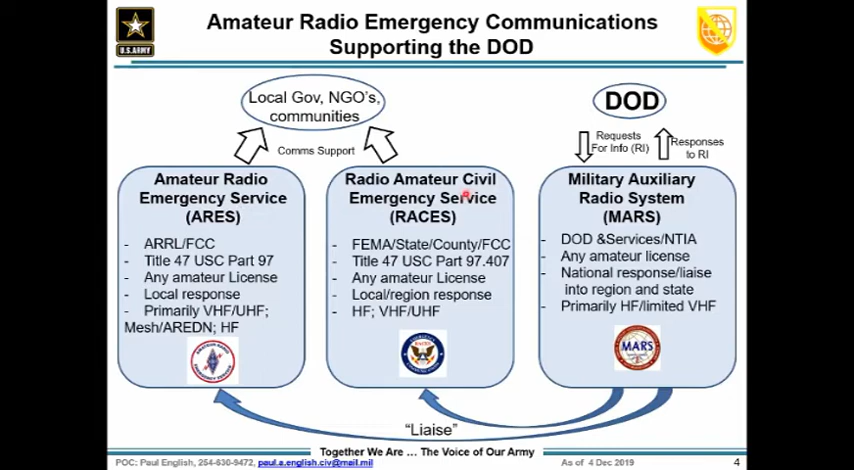 Amateur Radio Emergency Communications
Supporting the DOD
U.S.ARMY
Local Gov, NGO's,
communities
DOD
Comms Support
Requests
For Info (RI)
Responses
to RI
Amateur Radio
Emergency Service
(ARES)
- ARRL/FCC
- Title 47 USC Part 97
- Any amateur License
- Local response
- Primarily VHF/UHF;
Mesh/AREDN; HF
Radio Amateur Civil
Emergency Service
(RACES)
- FEMA/State/County/FCC
- Title 47 USC Part 97.407
- Any amateur License
- Local/region response
- HF; VHF/UHF
Military Auxiliary
Radio System
(MARS)
- DOD &Services/NTIA
- Any amateur license
- National response/liaise
into region and state
- Primarily HF/limited VHF
MARS
"Liaise"
Together We Are … The Voice of Our Army
POC: Paul English, 254-630-9472, paul.a.english.civ@mail.mil
As of 4 Dec 2019
4